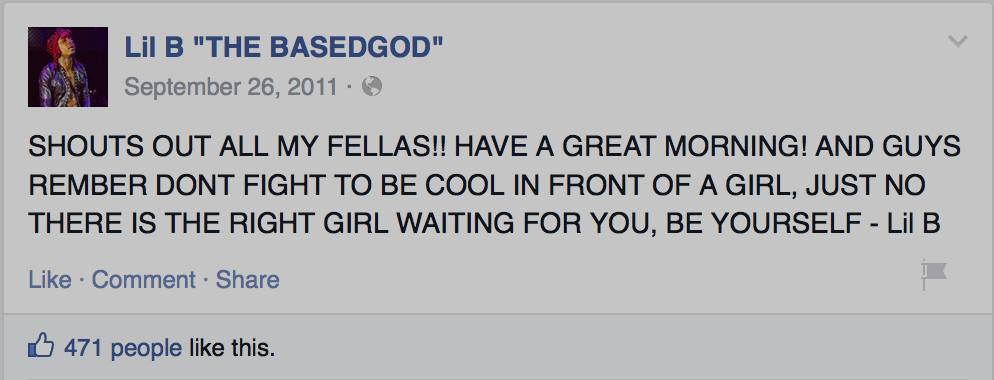 Lil B "THE BASEDGOD"
September 26, 2011 ·
SHOUTS OUT ALL MY FELLAS!! HAVE A GREAT MORNING! AND GUYS
REMBER DONT FIGHT TO BE COOL IN FRONT OF A GIRL, JUST NO
THERE IS THE RIGHT GIRL WAITING FOR YOU, BE YOURSELF - Lil B
Like · Comment · Share
471 people like this.